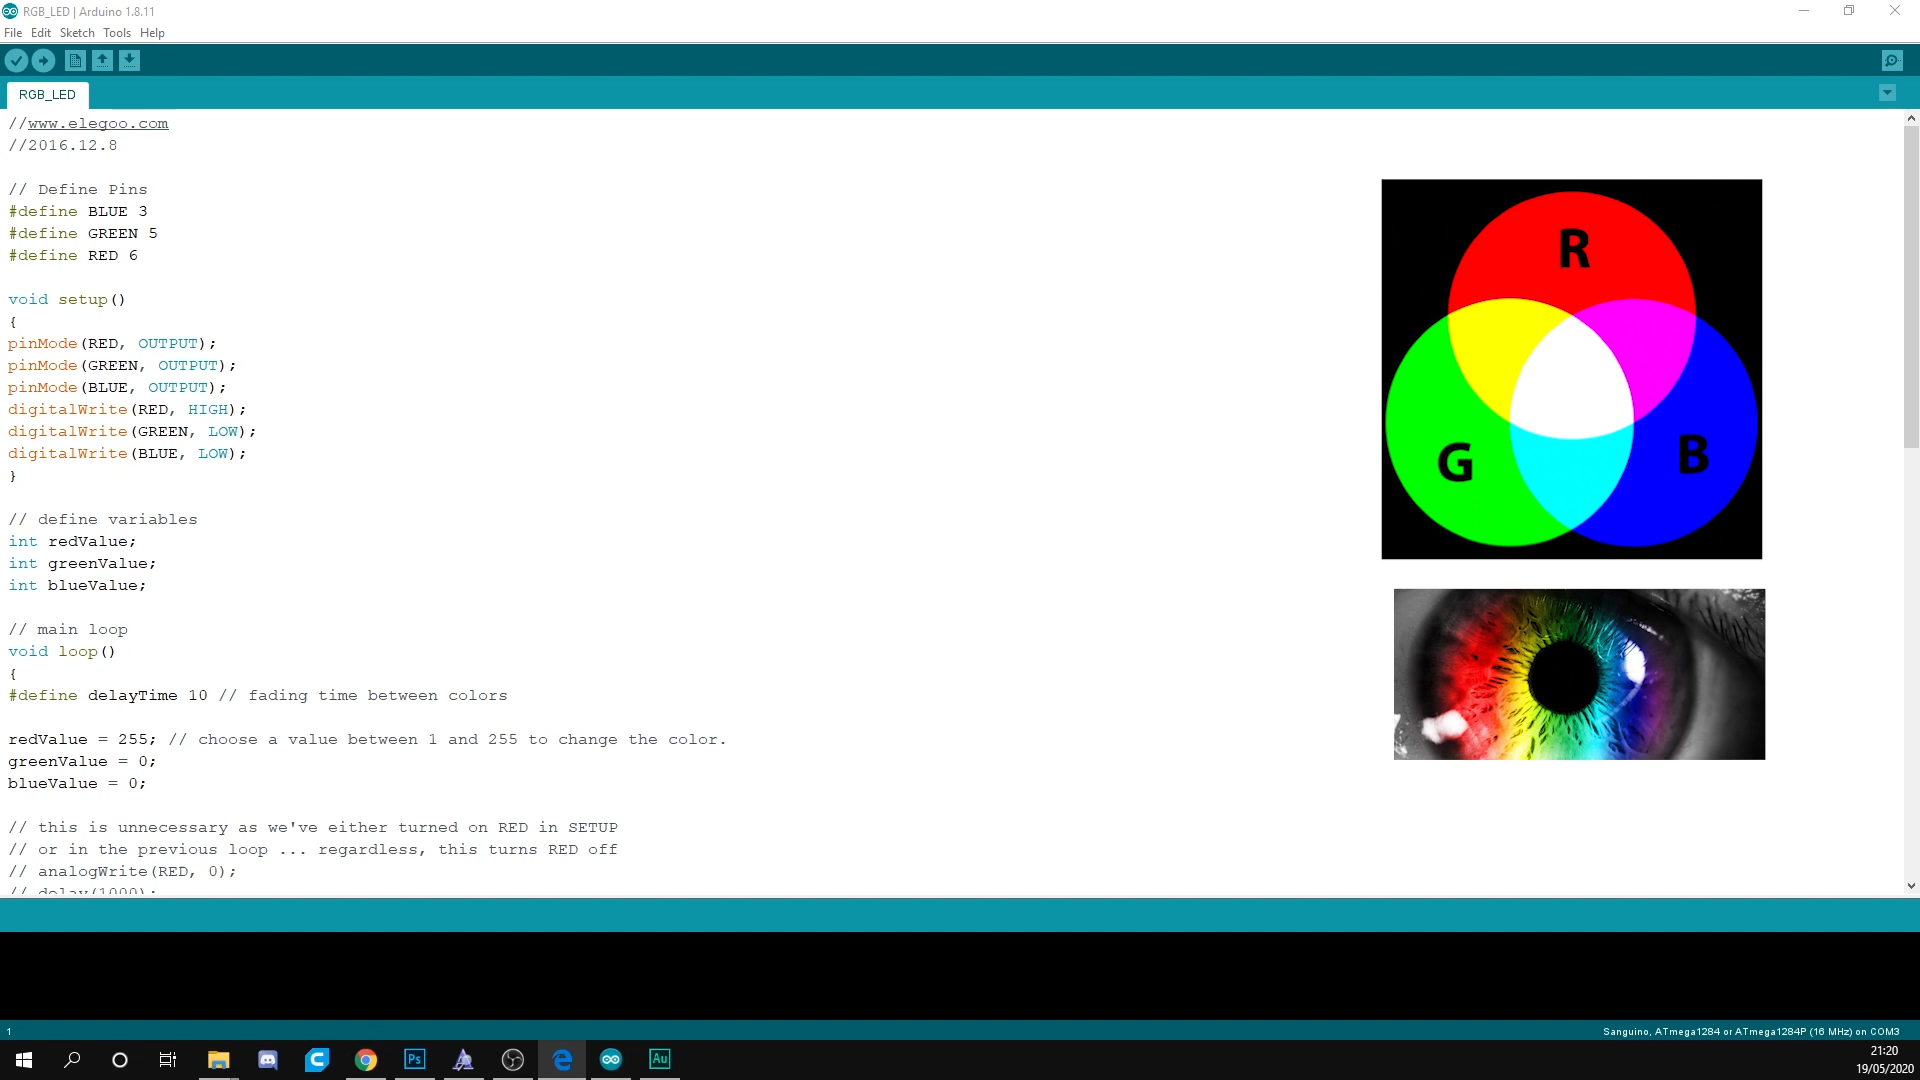 RGB_LED | Arduino 1.8.11
File Edit Sketch Tools Help
RGB_LED
//www.elegoo.com
//2016.12.8
// Define Pins
#define BLUE 3
#define GREEN 5
#define RED 6
void setup()
{
pinMode(RED, OUTPUT);
pinMode(GREEN, OUTPUT);
pinMode(BLUE, OUTPUT);
digitalWrite(RED, HIGH);
digitalWrite(GREEN, LOW);
digitalWrite(BLUE, LOW);
}
// define variables
int redValue;
int greenValue;
int blueValue;
// main loop
void loop()
{
#define delayTime 10 // fading time between colors
redValue = 255; // choose a value between 1 and 255 to change the color.
greenValue = 0;
blueValue = 0;
// this is unnecessary as we've either turned on RED in SETUP
// or in the previous loop ... regardless, this turns RED off
// analogWrite(RED, 0);
// delay(1000);
R
G
B
1
Sanguino, ATmega1284 or ATmega1284P (16 MHz) on COM3
Ps
Au
21:20
19/05/2020